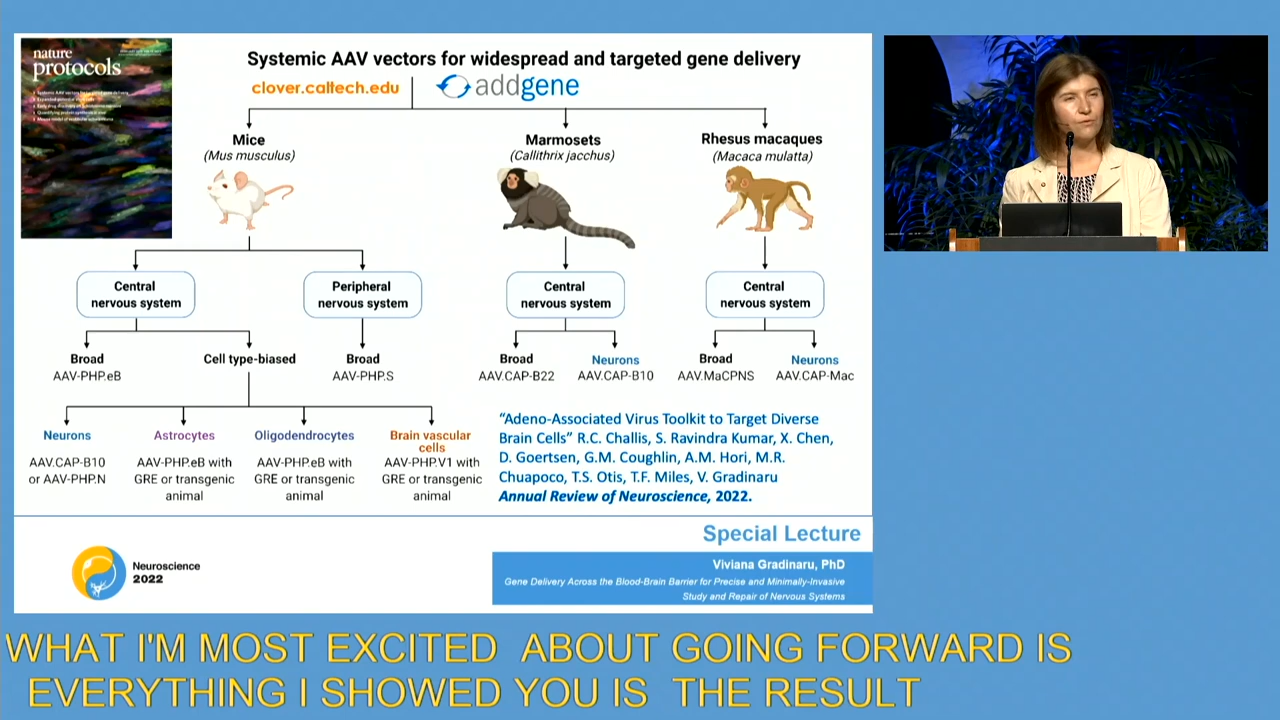 nature
protocols
Systemic AAV vectors for widespread and targeted gene delivery
clover.caltech.edu
addgene
Mice
(Mus musculus)
Marmosets
(Callithrix jacchus)
Rhesus macaques
(Macaca mulatta)
Central
nervous system
Peripheral
nervous system
Central
nervous system
Central
nervous system
Broad
AAV-PHP.eB
Cell type-biased
Broad
AAV-PHP.S
Broad
AAV.CAP-B22
Neurons
AAV.CAP-B10
Broad
AAV.MaCPNS
Neurons
AAV.CAP-Mac
Neurons
AAV.CAP-B10
or AAV-PHP.N
Astrocytes
AAV-PHP.eB with
GRE or transgenic
animal
Oligodendrocytes
AAV-PHP.eB with
GRE or transgenic
animal
Brain vascular
cells
AAV-PHP.V1 with
GRE or transgenic
animal
“Adeno-Associated Virus Toolkit to Target Diverse
Brain Cells” R.C. Challis, S. Ravindra Kumar, X. Chen,
D. Goertsen, G.M. Coughlin, A.M. Hori, M.R.
Chuapoco, T.S. Otis, T.F. Miles, V. Gradinaru
Annual Review of Neuroscience, 2022.
Special Lecture
Neuroscience
2022
Viviana Gradinaru, PhD
Gene Delivery Across the Blood-Brain Barrier for Precise and Minimally-Invasive
Study and Repair of Nervous Systems
WHAT I'M MOST EXCITED ABOUT GOING FORWARD IS
EVERYTHING I SHOWED YOU IS THE RESULT